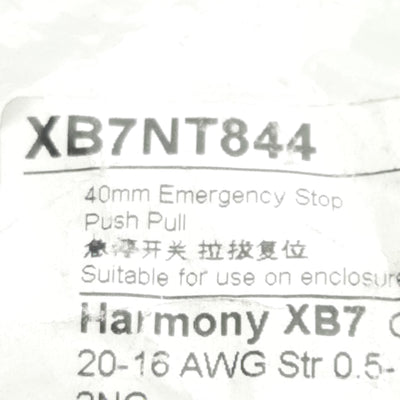 XB7NT844
40mm Emergency Stop
Push Pull
急停开关 拉拔复位
Suitable for use on enclosure
Harmony XB7
20-16 AWG Str 0.5-